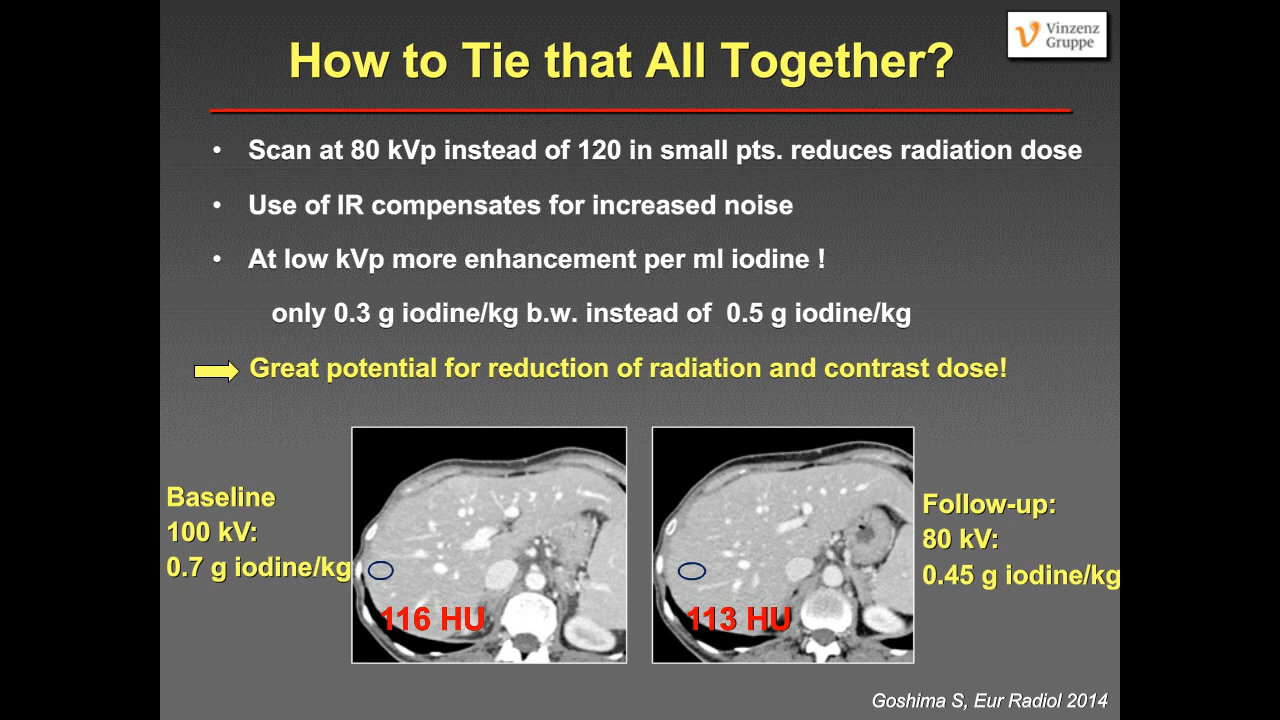 Vinzenz
Gruppe
How to Tie that All Together?
• Scan at 80 kVp instead of 120 in small pts. reduces radiation dose
• Use of IR compensates for increased noise
• At low kVp more enhancement per ml iodine !
only 0.3 g iodine/kg b.w. instead of 0.5 g iodine/kg
Great potential for reduction of radiation and contrast dose!
Baseline
100 kV:
0.7 g iodine/kg
116 HU
113 HU
Follow-up:
80 kV:
0.45 g iodine/kg
Goshima S, Eur Radiol 2014